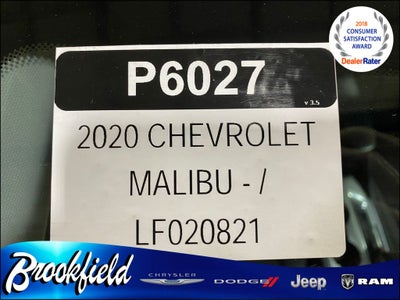 2018
CONSUMER
SATISFACTION
AWARD
DealerRater
P6027
v 3.5
2020 CHEVROLET
MALIBU - /
LF020821
Brookfield
CHRYSLER
DODGE
Jeep
RAM